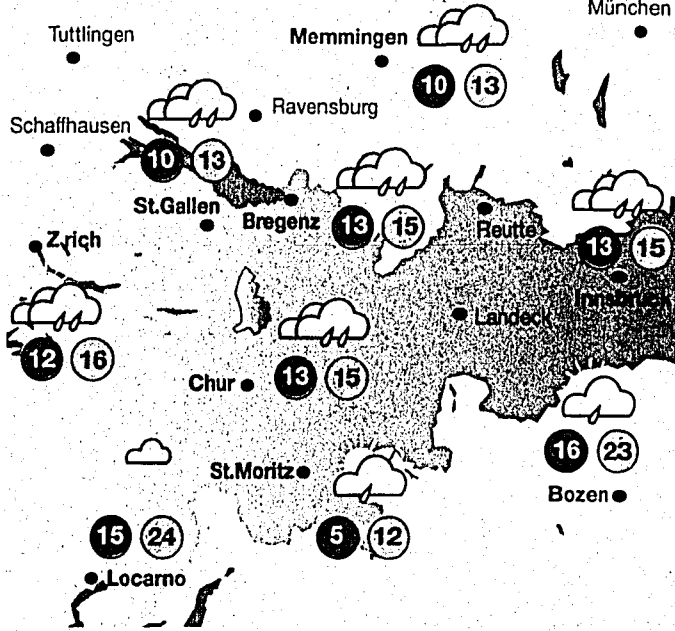 München
Tuttlingen
Memmingen
10 13
Ravensburg
Schaffhausen
10 13
St.Gallen
Bregenz
13 15
Reutte
Z.rich
13 15
Innsbruck
Landeck
12 16
Chur
13 15
16 23
St.Moritz
Bozen
15 24
5 12
Locarno